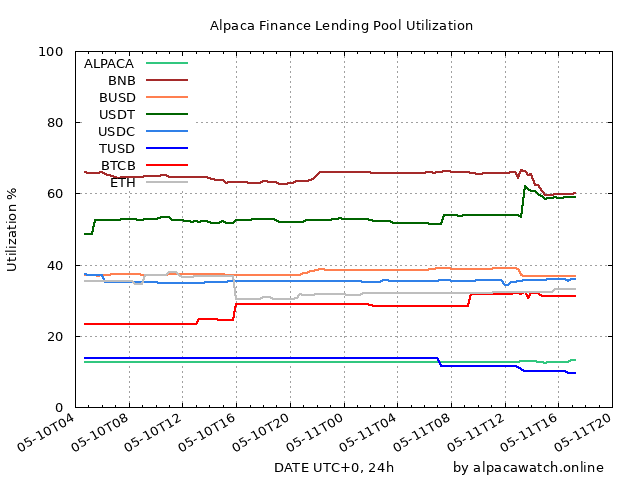 Alpaca Finance Lending Pool Utilization
100
80
60
40
20
0
Utilization %
ALPACA
BNB
BUSD
USDT
USDC
TUSD
BTCB
ETH
05-10T04
05-10T08
05-10T12
05-10T16
05-10T20
05-11T00
05-11T04
05-11T08
05-11T12
05-11T16
05-11T20
DATE UTC+0, 24h
by alpacawatch.online